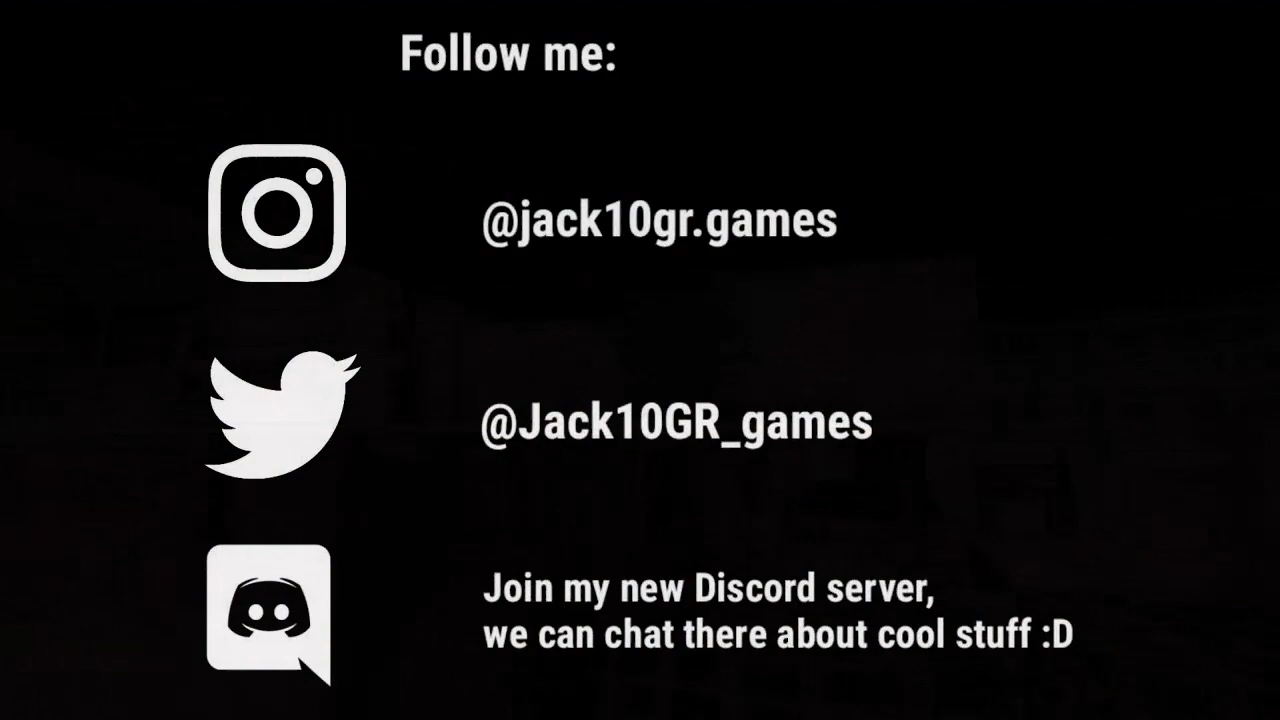 Follow me:
@jack10gr.games
@Jack10GR_games
Join my new Discord server,
we can chat there about cool stuff :D